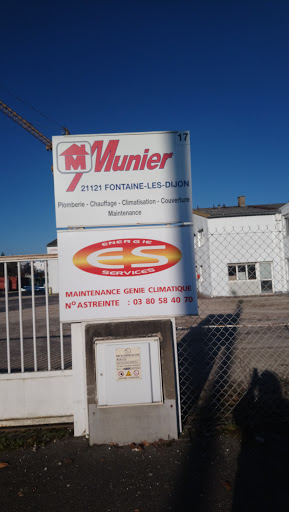 17
Munier
21121 FONTAINE-LES-DIJON
Plomberie - Chauffage - Climatisation - Couverture
Maintenance
ENERGIE
ES
SERVICES
MAINTENANCE GENIE CLIMATIQUE
N° ASTREINTE : 03 80 58 40 70